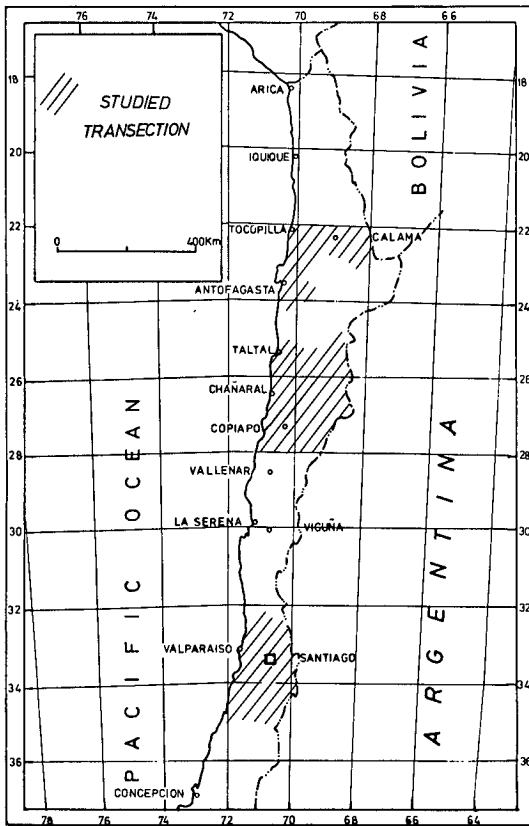 76 74 72 70 68 66
STUDIED
TRANSECTION
0 400Km
18 18
20 20
22 22
24 24
26 26
28 28
30 30
32 32
34 34
36 36
ARICA
IQUIQUE
TOCOPILLA
CALAMA
ANTOFAGASTA
TALTAL
CHAÑARAL
COPIAPO
VALLENAR
LA SERENA
VICUÑA
VALPARAISO
SANTIAGO
CONCEPCION
BOLIVIA
ARGENTINA
PACIFIC OCEAN
78 76 74 72 70 68 66 64